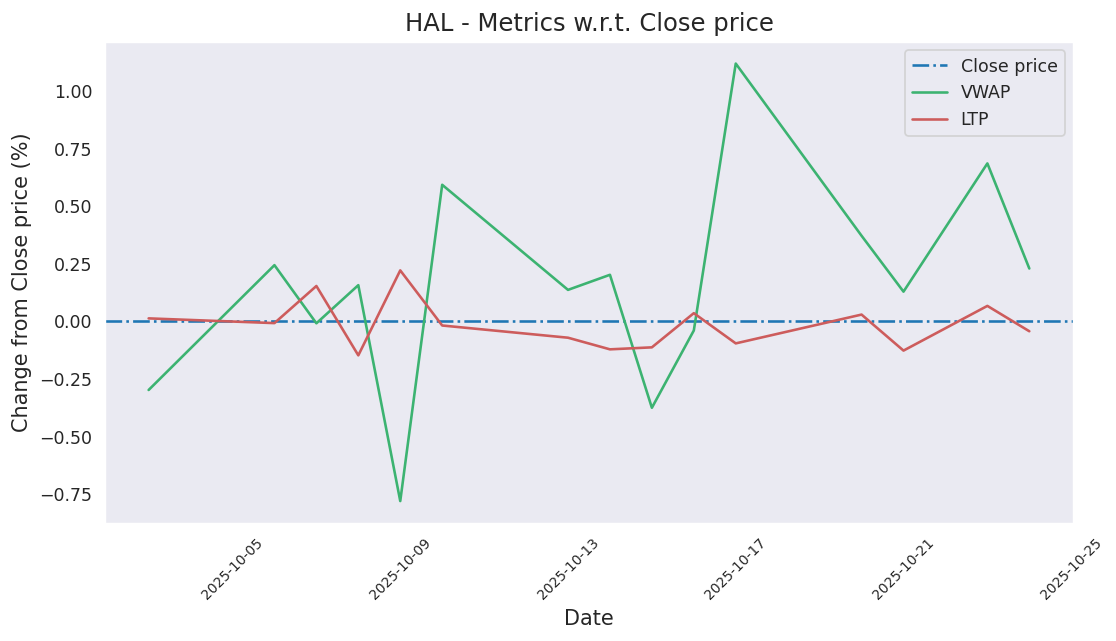 HAL - Metrics w.r.t. Close price
Close price
VWAP
LTP
Change from Close price (%)
1.00
0.75
0.50
0.25
0.00
−0.25
−0.50
−0.75
2025-10-05
2025-10-09
2025-10-13
2025-10-17
2025-10-21
2025-10-25
Date